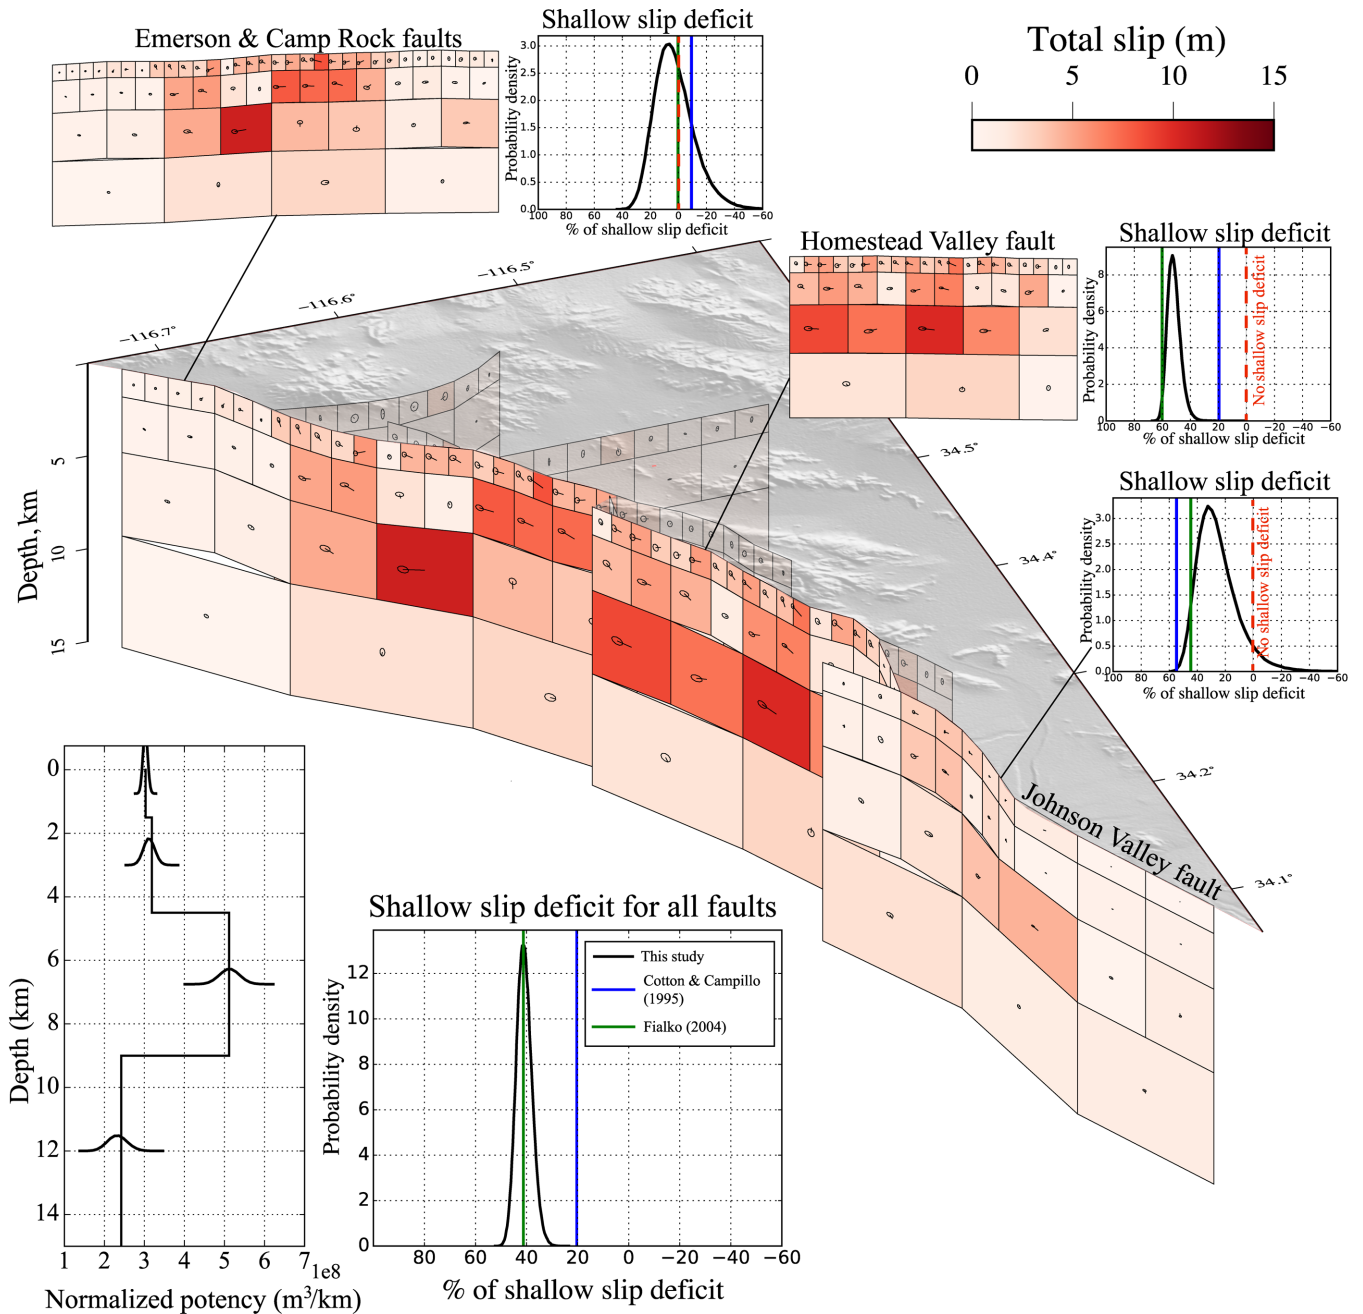 Emerson & Camp Rock faults
Shallow slip deficit
Probability density
3.0
2.5
2.0
1.5
1.0
0.5
0.0
100 80 60 40 20 0 −20 −40 −60
% of shallow slip deficit
Total slip (m)
0 5 10 15
Homestead Valley fault
Shallow slip deficit
Probability density
8
6
4
2
0
No shallow slip deficit
100 80 60 40 20 0 −20 −40 −60
% of shallow slip deficit
−116.5°
−116.6°
−116.7°
34.5°
34.4°
34.2°
34.1°
Shallow slip deficit
Probability density
3.0
2.5
2.0
1.5
1.0
0.5
0.0
No shallow slip deficit
100 80 60 40 20 0 −20 −40 −60
% of shallow slip deficit
Depth, km
5
10
15
Johnson Valley fault
Depth (km)
0
2
4
6
8
10
12
14
1 2 3 4 5 6 7
1e8
Normalized potency (m³/km)
Shallow slip deficit for all faults
Probability density
12
10
8
6
4
2
0
This study
Cotton & Campillo
(1995)
Fialko (2004)
80 60 40 20 0 −20 −40 −60
% of shallow slip deficit